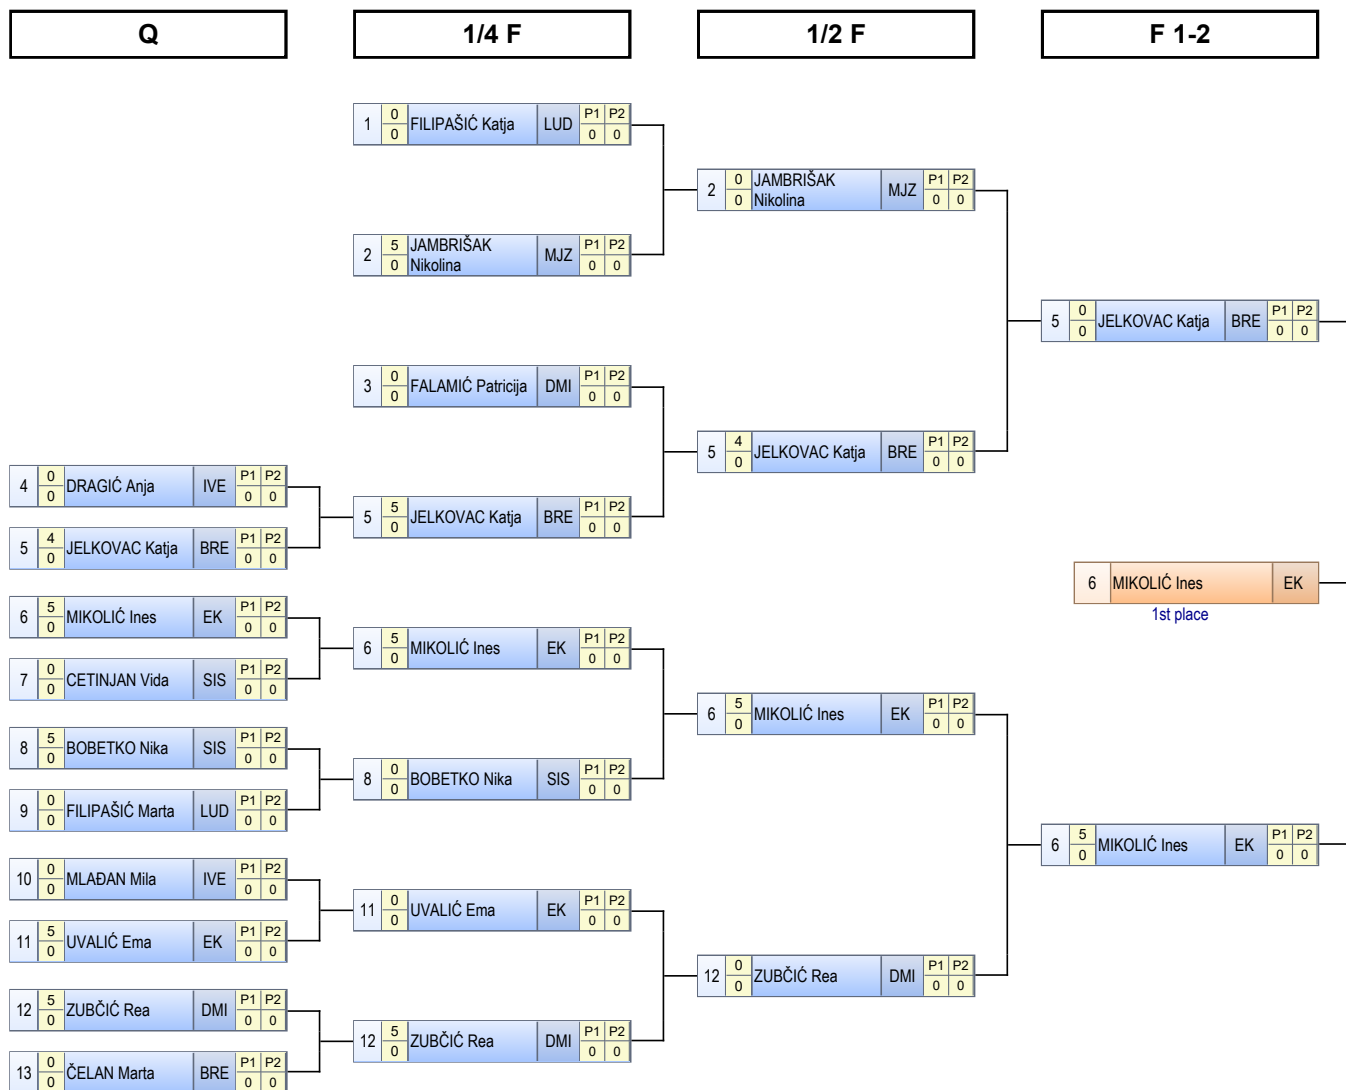 Q
1/4 F
1/2 F
F 1-2
1 0 0 FILIPAŠIĆ Katja LUD P1 P2 0 0
2 5 0 JAMBRIŠAK Nikolina MJZ P1 P2 0 0
2 0 0 JAMBRIŠAK Nikolina MJZ P1 P2 0 0
3 0 0 FALAMIĆ Patricija DMI P1 P2 0 0
5 0 0 JELKOVAC Katja BRE P1 P2 0 0
5 4 0 JELKOVAC Katja BRE P1 P2 0 0
4 0 0 DRAGIĆ Anja IVE P1 P2 0 0
5 5 0 JELKOVAC Katja BRE P1 P2 0 0
5 4 0 JELKOVAC Katja BRE P1 P2 0 0
6 MIKOLIĆ Ines EK
1st place
6 5 0 MIKOLIĆ Ines EK P1 P2 0 0
6 5 0 MIKOLIĆ Ines EK P1 P2 0 0
7 0 0 CETINJAN Vida SIS P1 P2 0 0
6 5 0 MIKOLIĆ Ines EK P1 P2 0 0
8 5 0 BOBETKO Nika SIS P1 P2 0 0
8 0 0 BOBETKO Nika SIS P1 P2 0 0
9 0 0 FILIPAŠIĆ Marta LUD P1 P2 0 0
6 5 0 MIKOLIĆ Ines EK P1 P2 0 0
10 0 0 MLAĐAN Mila IVE P1 P2 0 0
11 0 0 UVALIĆ Ema EK P1 P2 0 0
11 5 0 UVALIĆ Ema EK P1 P2 0 0
12 0 0 ZUBČIĆ Rea DMI P1 P2 0 0
12 5 0 ZUBČIĆ Rea DMI P1 P2 0 0
12 5 0 ZUBČIĆ Rea DMI P1 P2 0 0
13 0 0 ČELAN Marta BRE P1 P2 0 0